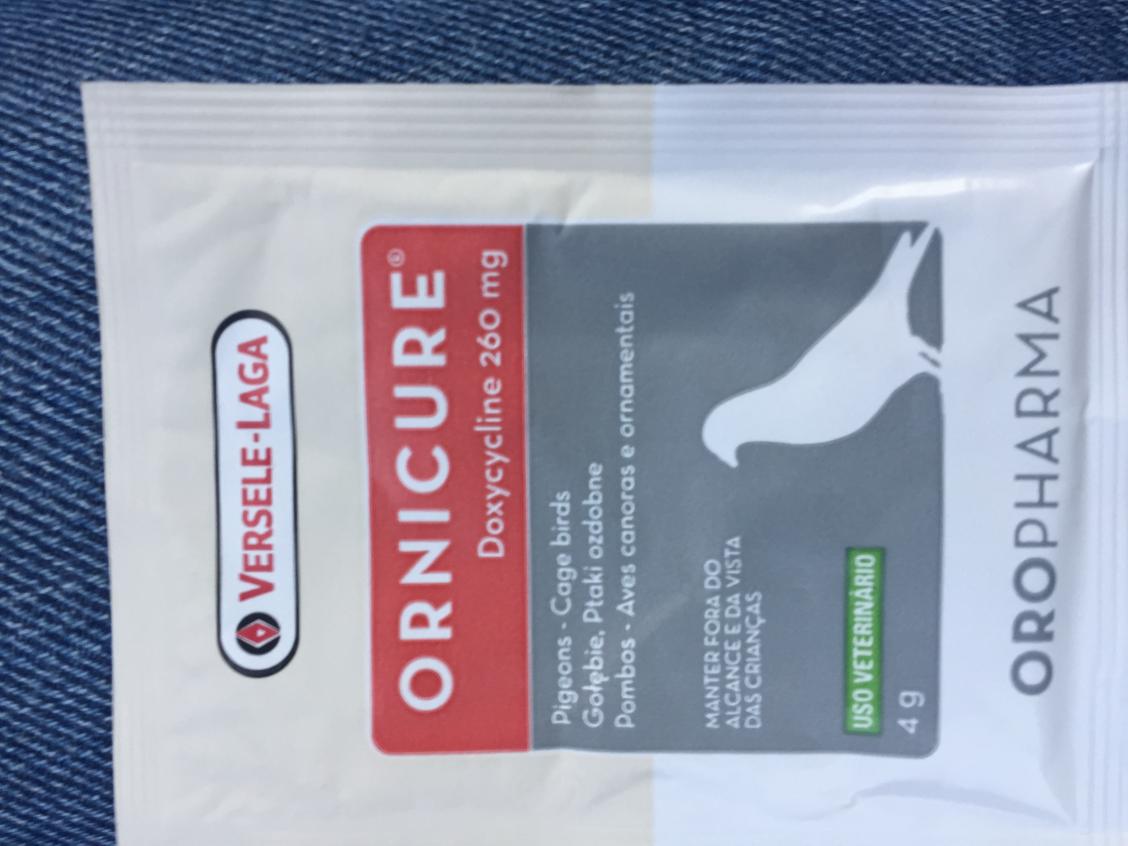 VERSELE-LAGA
ORNICURE®
Doxycycline 260 mg
Pigeons - Cage birds
Gołębie, Ptaki ozdobne
Pombos - Aves canoras e ornamentais
MANTER FORA DO
ALCANCE E DA VISTA
DAS CRIANÇAS
USO VETERINÁRIO
4 g
OROPHARMA